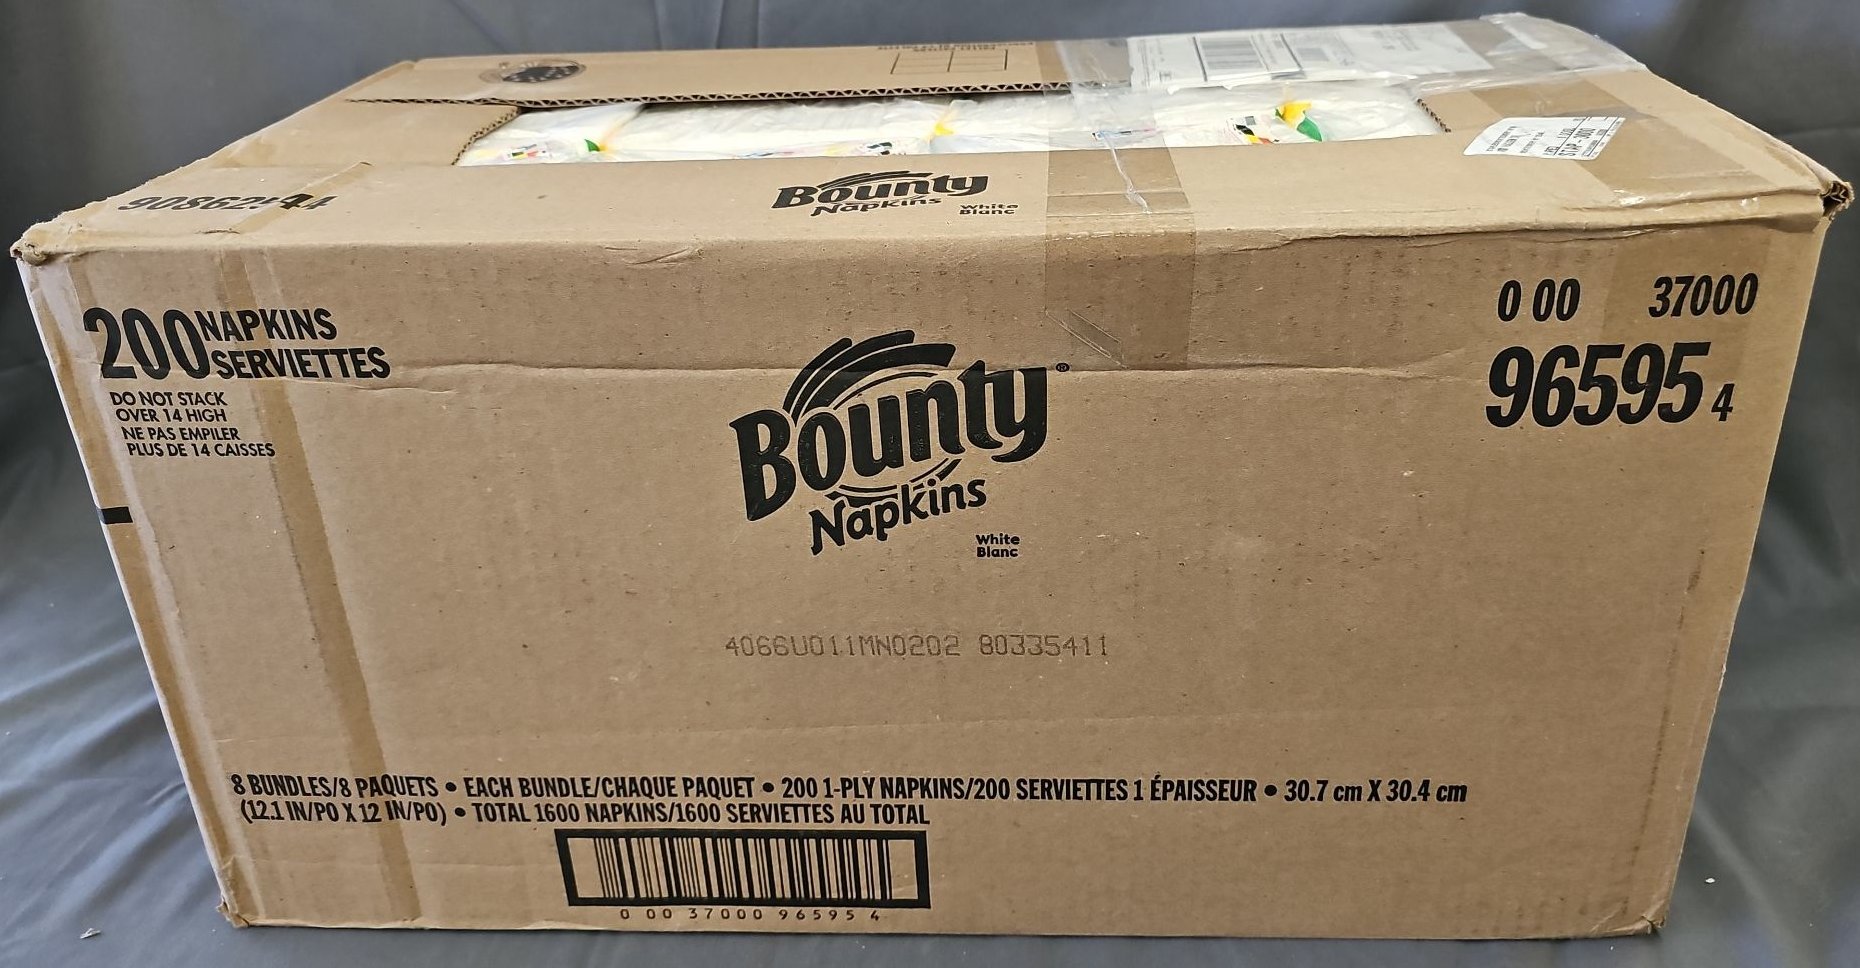 Bounty
Napkins
White
Blanc
200 NAPKINS
SERVIETTES
DO NOT STACK
OVER 14 HIGH
NE PAS EMPILER
PLUS DE 14 CAISSES
0 00 37000
96595 4
Bounty®
Napkins
White
Blanc
4066U011MN0202 80335411
8 BUNDLES/8 PAQUETS • EACH BUNDLE/CHAQUE PAQUET • 200 1-PLY NAPKINS/200 SERVIETTES 1 ÉPAISSEUR • 30.7 cm X 30.4 cm
(12.1 IN/PO X 12 IN/PO) • TOTAL 1600 NAPKINS/1600 SERVIETTES AU TOTAL
0 00 37000 96595 4